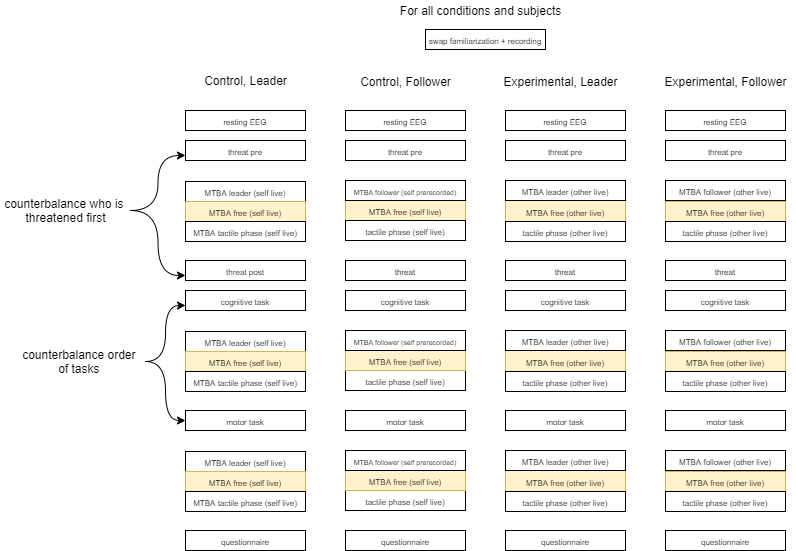 For all conditions and subjects
swap familiarization + recording
Control, Leader
Control, Follower
Experimental, Leader
Experimental, Follower
resting EEG
resting EEG
resting EEG
resting EEG
threat pre
threat pre
threat pre
threat pre
counterbalance who is
threatened first
MTBA leader (self live)
MTBA follower (self prerecorded)
MTBA leader (other live)
MTBA follower (other live)
MTBA free (self live)
MTBA free (self live)
MTBA free (other live)
MTBA free (other live)
MTBA tactile phase (self live)
tactile phase (self live)
tactile phase (other live)
tactile phase (other live)
threat post
threat
threat
threat
cognitive task
cognitive task
cognitive task
cognitive task
counterbalance order
of tasks
MTBA leader (self live)
MTBA follower (self prerecorded)
MTBA leader (other live)
MTBA follower (other live)
MTBA free (self live)
MTBA free (self live)
MTBA free (other live)
MTBA free (other live)
MTBA tactile phase (self live)
tactile phase (self live)
tactile phase (other live)
tactile phase (other live)
motor task
motor task
motor task
motor task
MTBA leader (self live)
MTBA follower (self prerecorded)
MTBA leader (other live)
MTBA follower (other live)
MTBA free (self live)
MTBA free (self live)
MTBA free (other live)
MTBA free (other live)
MTBA tactile phase (self live)
tactile phase (self live)
tactile phase (other live)
tactile phase (other live)
questionnaire
questionnaire
questionnaire
questionnaire